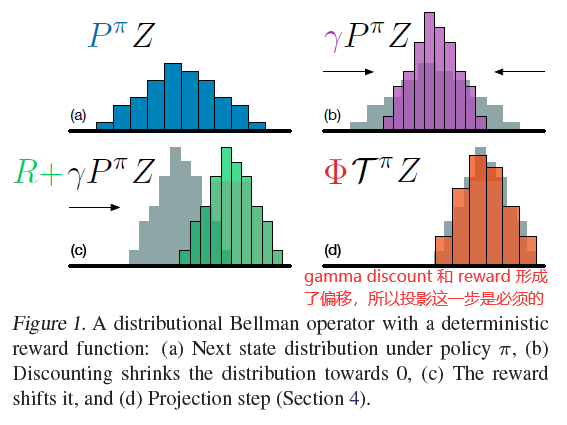 P^π Z
γP^π Z
(a)
(b)
R+γP^π Z
Φ𝒯^π Z
(c)
(d)
gamma discount 和 reward 形成
了偏移，所以投影这一步是必须的
Figure 1. A distributional Bellman operator with a deterministic
reward function: (a) Next state distribution under policy π, (b)
Discounting shrinks the distribution towards 0, (c) The reward
shifts it, and (d) Projection step (Section 4).